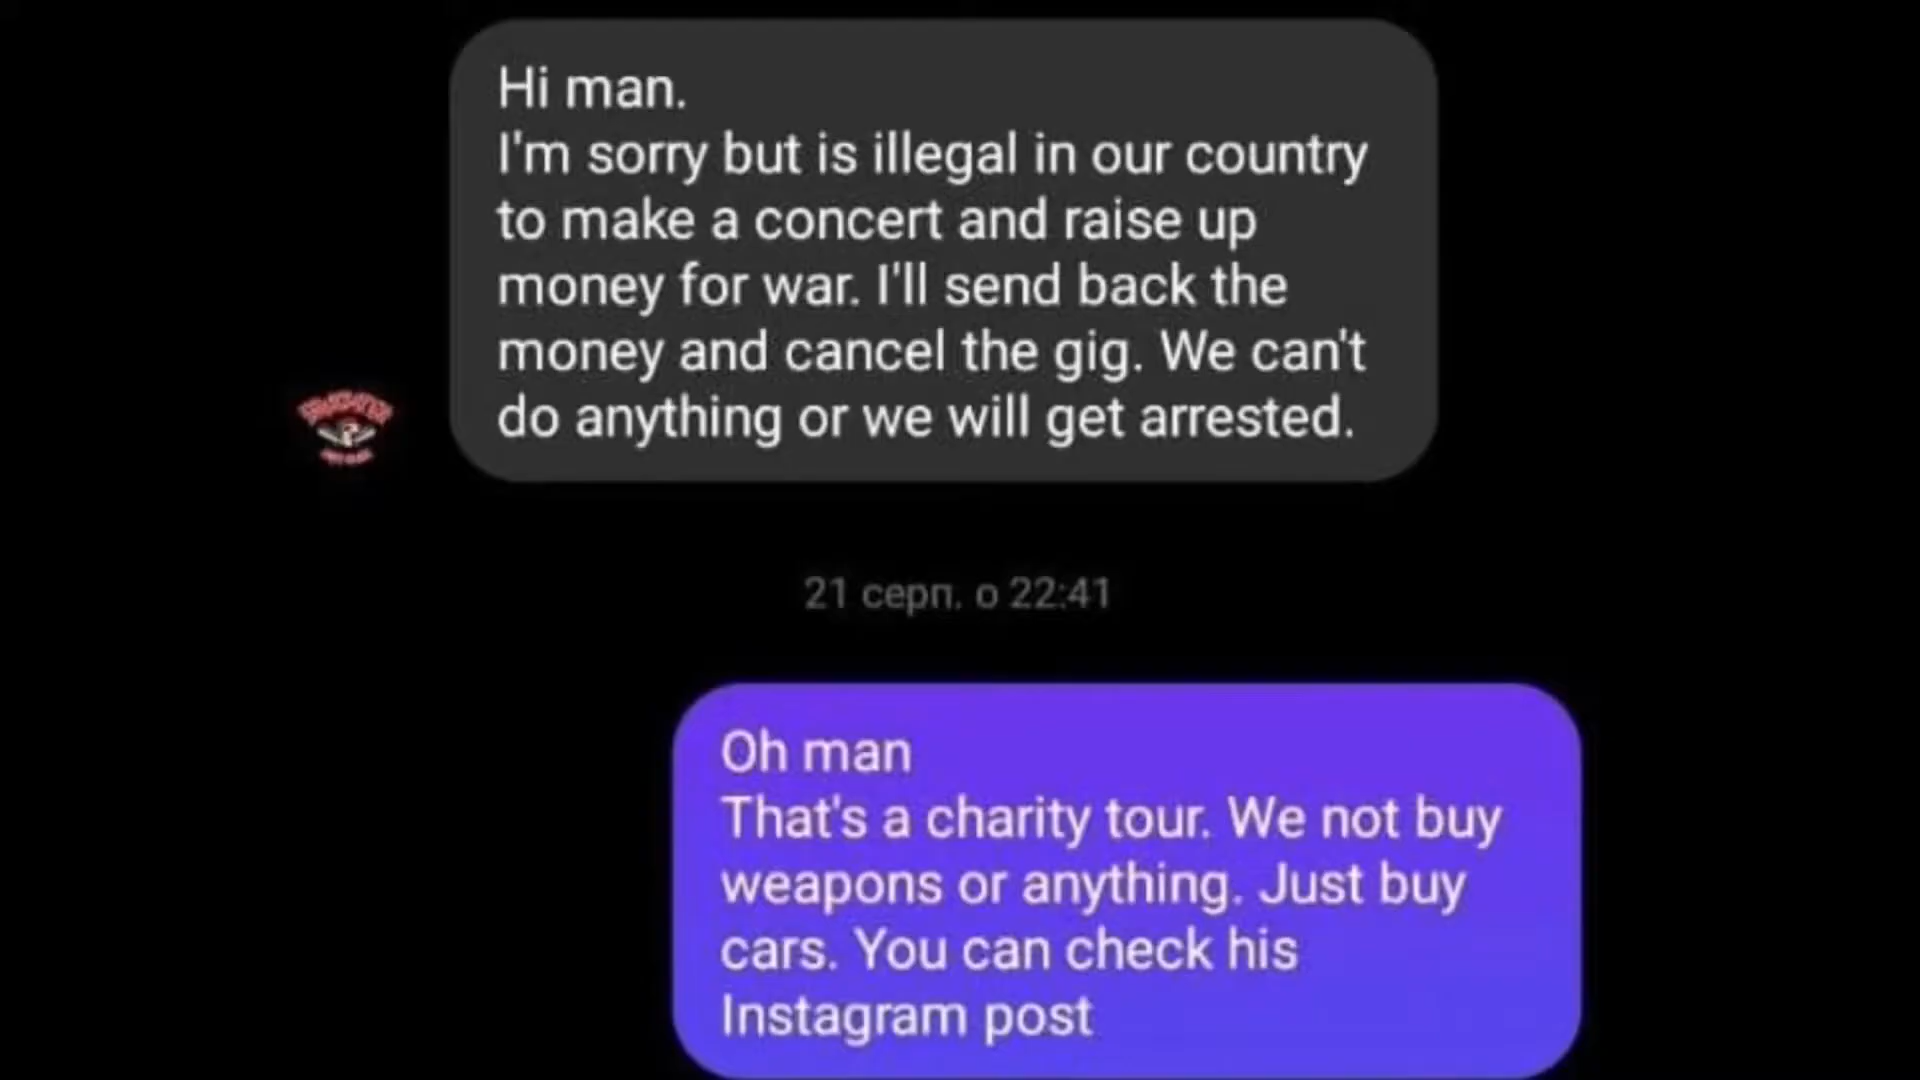 Hi man.
I'm sorry but is illegal in our country
to make a concert and raise up
money for war. I'll send back the
money and cancel the gig. We can't
do anything or we will get arrested.
21 серп. о 22:41
Oh man
That's a charity tour. We not buy
weapons or anything. Just buy
cars. You can check his
Instagram post